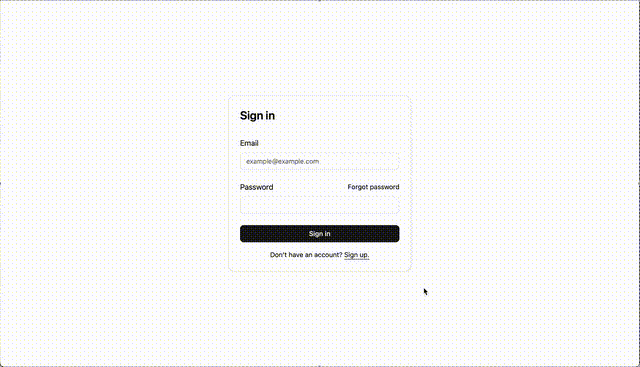 Sign in
Email
example@example.com
Password Forgot password
Sign in
Don't have an account? Sign up.